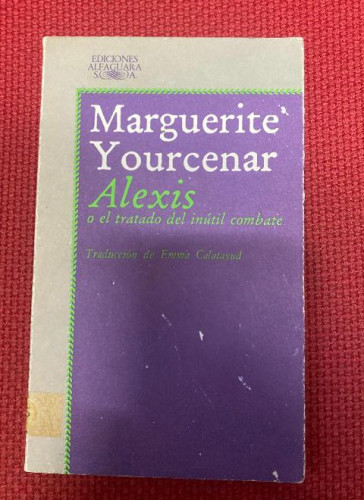 EDICIONES
ALFAGUARA
S.A.
Marguerite
Yourcenar
Alexis
o el tratado del inútil combate
Traducción de Emma Calatayud